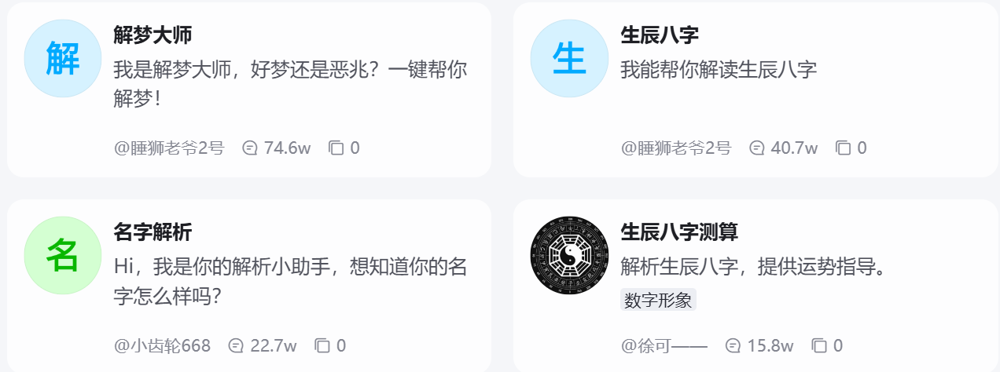 解
解梦大师
我是解梦大师，好梦还是恶兆？一键帮你
解梦！
@睡狮老爷2号 74.6w 0
生
生辰八字
我能帮你解读生辰八字
@睡狮老爷2号 40.7w 0
名
名字解析
Hi，我是你的解析小助手，想知道你的名
字怎么样吗？
@小齿轮668 22.7w 0
生辰八字测算
解析生辰八字，提供运势指导。
数字形象
@徐可—— 15.8w 0